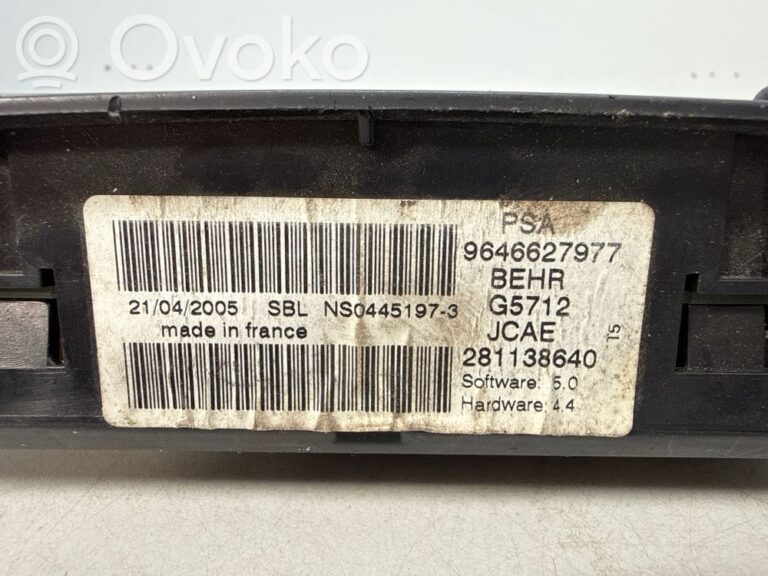 Ovoko
PSA
9646627977
BEHR
21/04/2005 SBL NS0445197-3
G5712
made in france
JCAE
T5
281138640
Software: 5.0
Hardware: 4.4